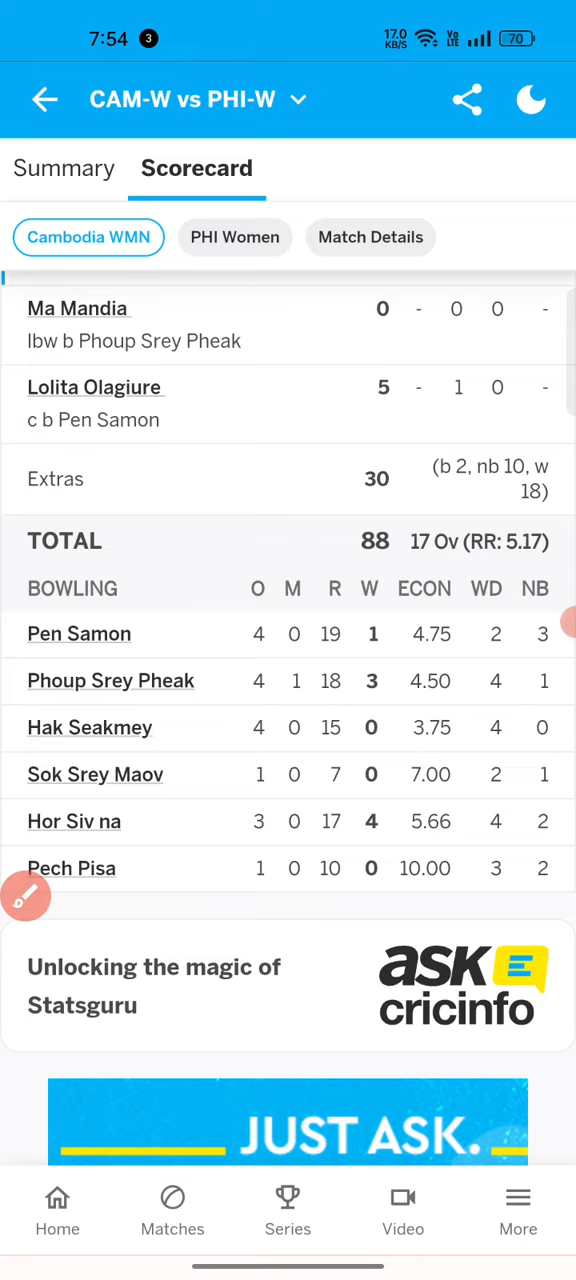 7:54 3 17.0 KB/S Vo LTE 70
CAM-W vs PHI-W
Summary Scorecard
Cambodia WMN PHI Women Match Details
Ma Mandia 0 - 0 0 -
lbw b Phoup Srey Pheak
Lolita Olagiure 5 - 1 0 -
c b Pen Samon
Extras 30 (b 2, nb 10, w
18)
TOTAL 88 17 Ov (RR: 5.17)
BOWLING O M R W ECON WD NB
Pen Samon 4 0 19 1 4.75 2 3
Phoup Srey Pheak 4 1 18 3 4.50 4 1
Hak Seakmey 4 0 15 0 3.75 4 0
Sok Srey Maov 1 0 7 0 7.00 2 1
Hor Siv na 3 0 17 4 5.66 4 2
Pech Pisa 1 0 10 0 10.00 3 2
Unlocking the magic of
Statsguru
ASK
cricinfo
JUST ASK.
Home Matches Series Video More